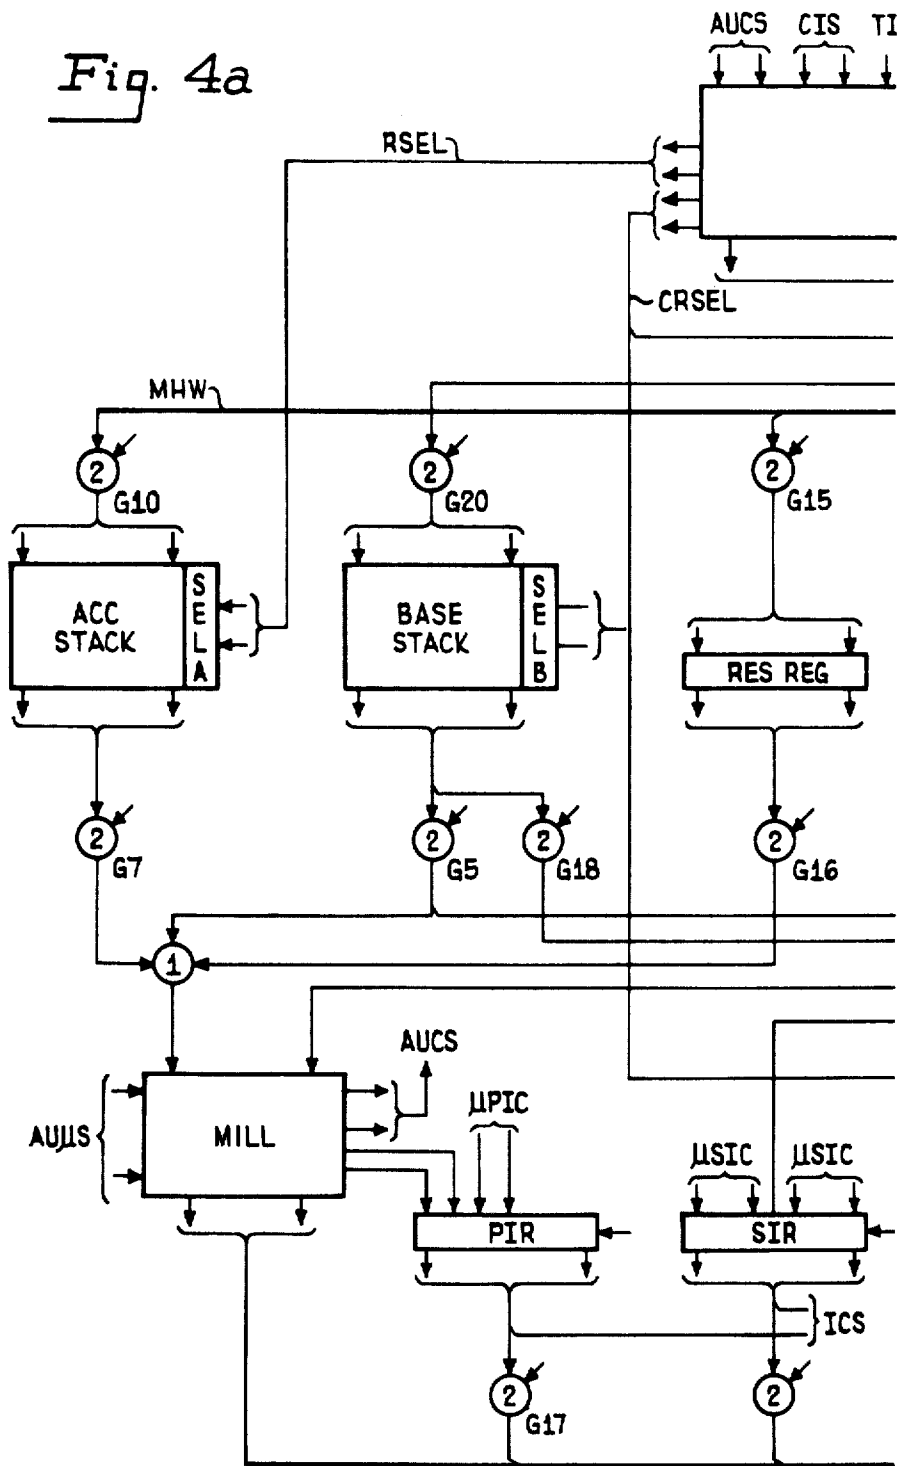 Fig. 4a
AUCS CIS TI
RSEL
CRSEL
MHW
2 2 2
G10 G20 G15
ACC STACK
SELA
BASE STACK
SELB
RES REG
2 2 2 2
G7 G5 G18 G16
1
AUCS
AUμS
MILL
μPIC
μSIC μSIC
PIR
SIR
ICS
2 2
G17